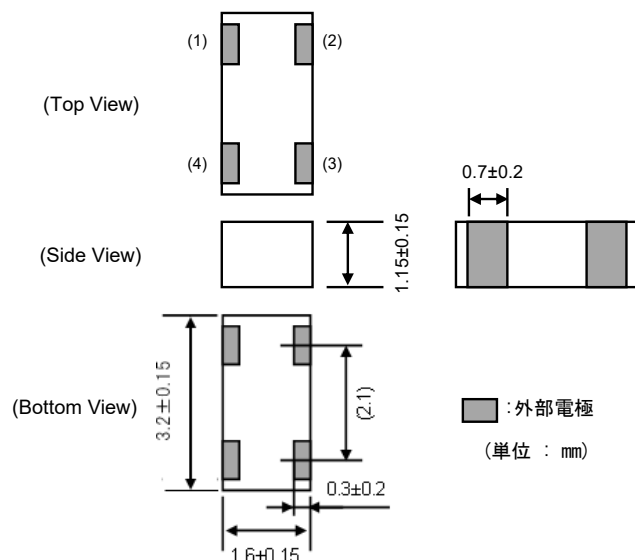 (1)
(2)
(Top View)
(4)
(3)
0.7±0.2
(Side View)
1.15±0.15
(Bottom View)
3.2±0.15
(2.1)
:外部電極
(単位 : ㎜)
0.3±0.2
1.6±0.15